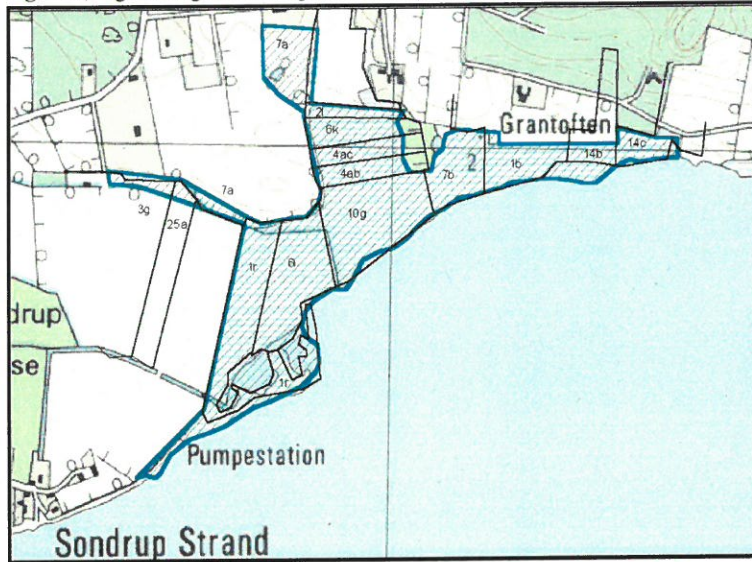 7a
Grantoften
2
6k
14c
4ac
2
14b
1b
4ab
7b
7a
3g
10g
25a
1r
drup
se
1r
Pumpestation
Sondrup Strand